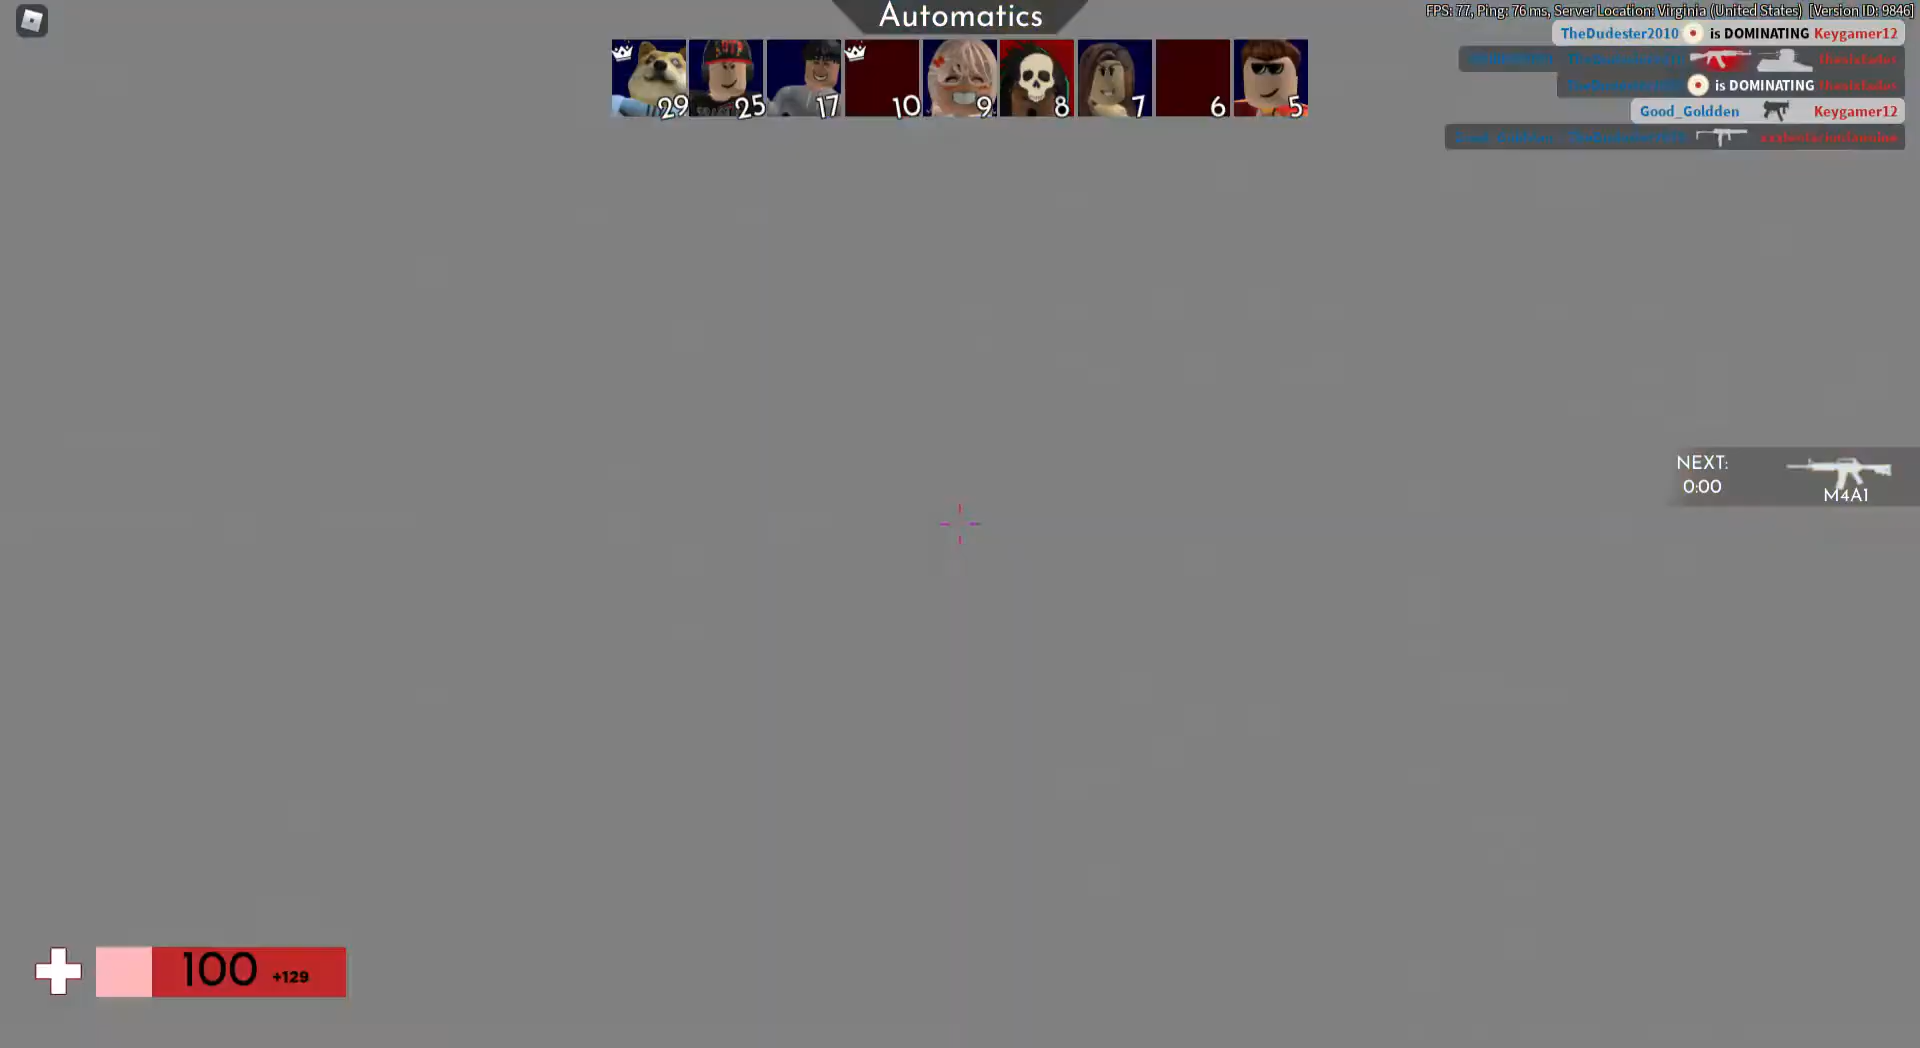 Automatics
FPS: 77, Ping: 76 ms, Server Location: Virginia (United States) [Version ID: 9846]
TheDudester2010 is DOMINATING Keygamer12
is DOMINATING
Good_Goldden Keygamer12
29 25 17 10 9 8 7 6 5
NEXT:
0:00
M4A1
100 +129